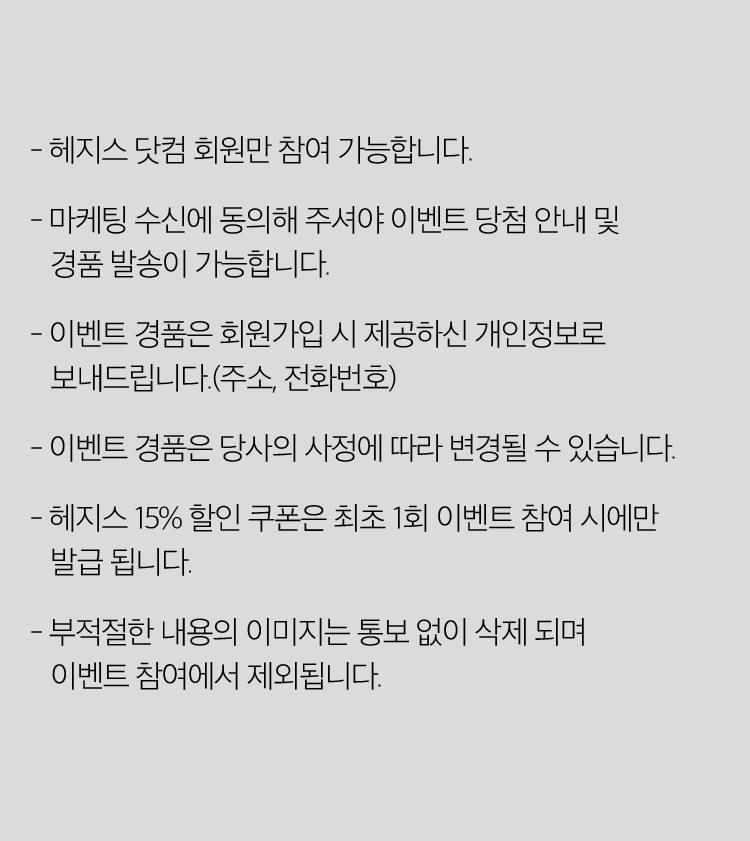 - 헤지스 닷컴 회원만 참여 가능합니다.
- 마케팅 수신에 동의해 주셔야 이벤트 당첨 안내 및
경품 발송이 가능합니다.
- 이벤트 경품은 회원가입 시 제공하신 개인정보로
보내드립니다.(주소, 전화번호)
- 이벤트 경품은 당사의 사정에 따라 변경될 수 있습니다.
- 헤지스 15% 할인 쿠폰은 최초 1회 이벤트 참여 시에만
발급 됩니다.
- 부적절한 내용의 이미지는 통보 없이 삭제 되며
이벤트 참여에서 제외됩니다.